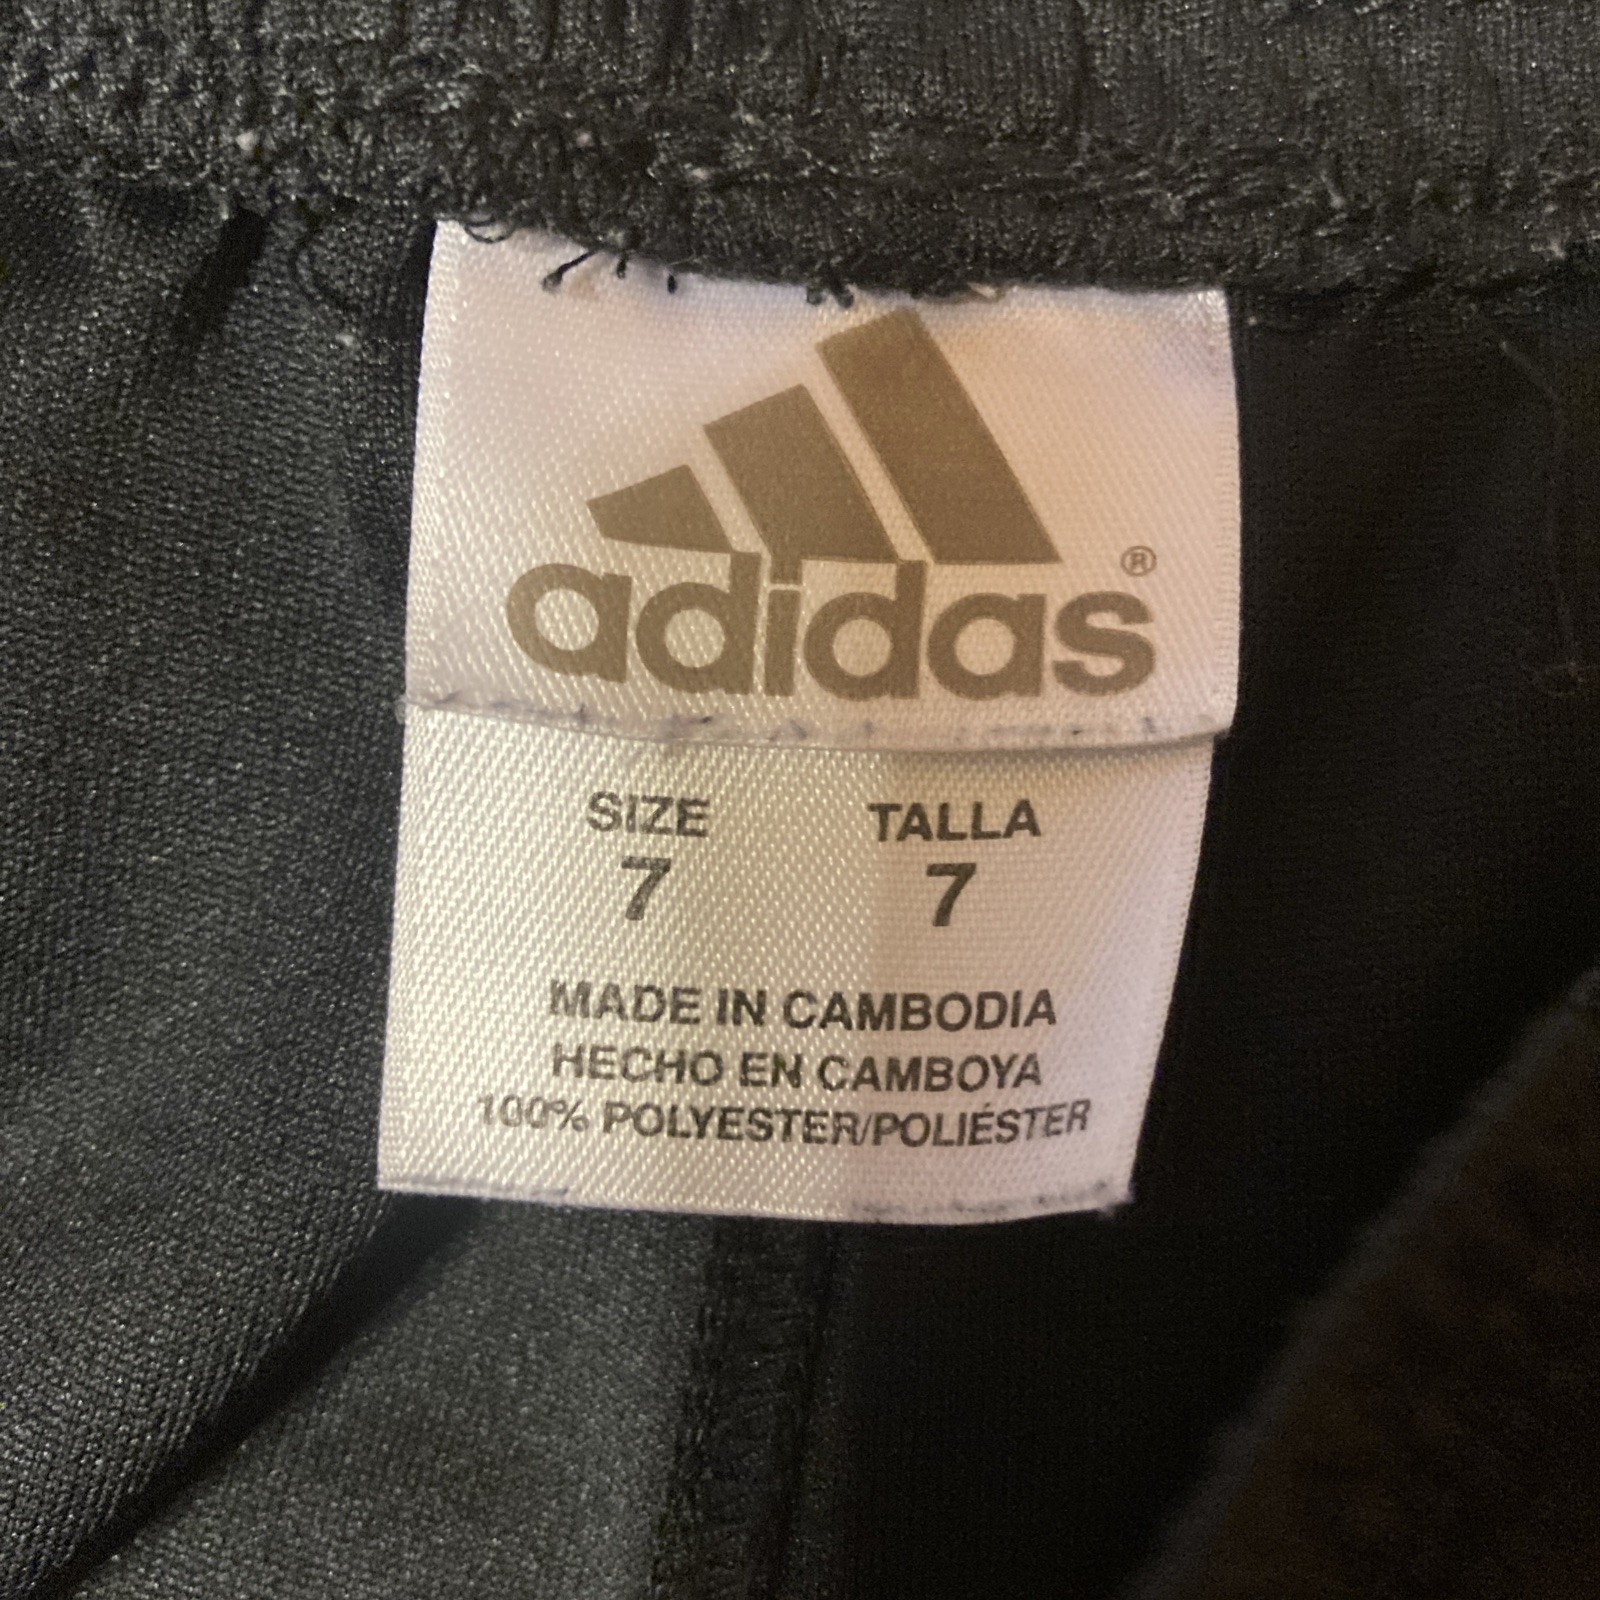 adidas®
SIZE TALLA
7 7
MADE IN CAMBODIA
HECHO EN CAMBOYA
100% POLYESTER/POLIÉSTER